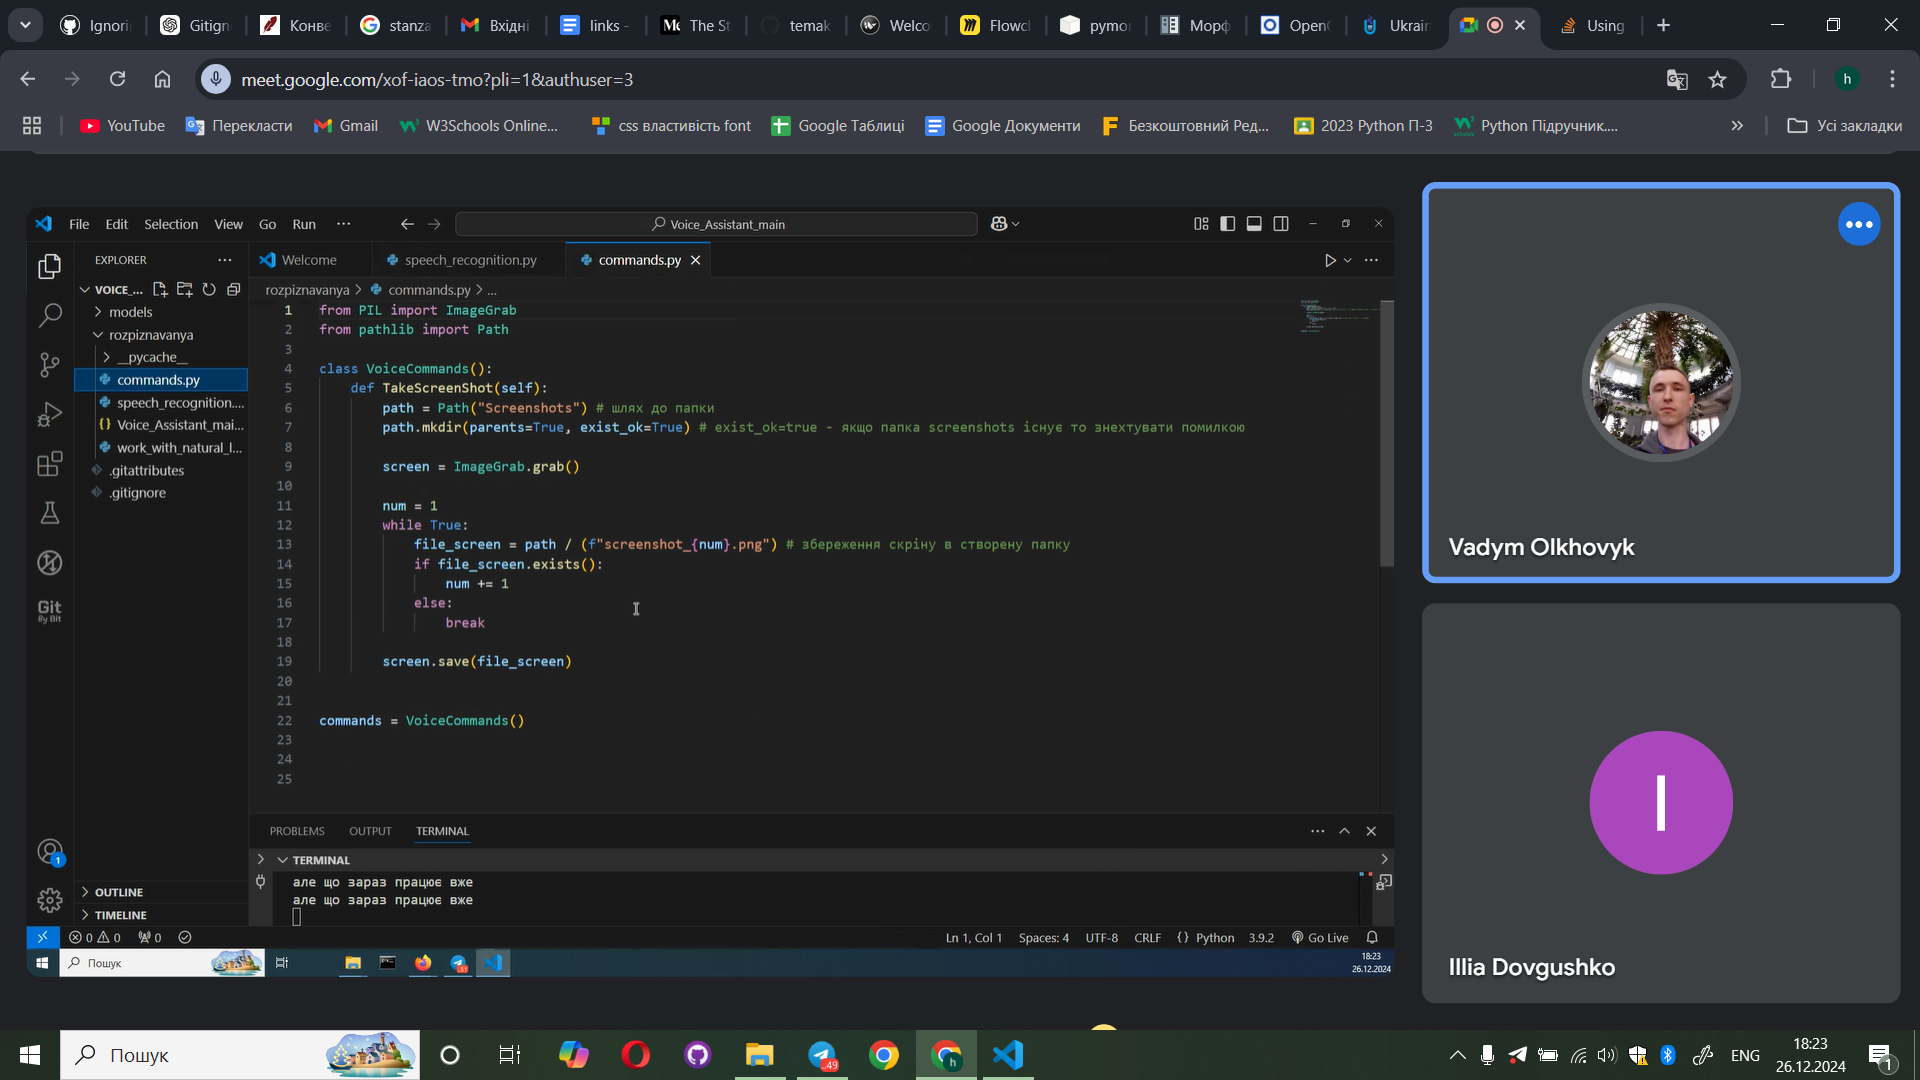 Ignori
Gitign
Конве
stanza
Вхідні
links -
The St
temak
Welco
Flowch
pymor
Морф
Open
Ukrain
Using
meet.google.com/xof-iaos-tmo?pli=1&authuser=3
h
YouTube
Перекласти
Gmail
W3Schools Online...
css властивість font
Google Таблиці
Google Документи
Безкоштовний Ред...
2023 Python П-3
Python Підручник....
»
Усі закладки
File Edit Selection View Go Run ···
Voice_Assistant_main
EXPLORER
Welcome
speech_recognition.py
commands.py
VOICE_...
rozpiznavanya > commands.py > ...
models
rozpiznavanya
__pycache__
commands.py
speech_recognition....
Voice_Assistant_mai...
work_with_natural_l...
.gitattributes
.gitignore
1 from PIL import ImageGrab
2 from pathlib import Path
3
4 class VoiceCommands():
5 def TakeScreenShot(self):
6 path = Path("Screenshots") # шлях до папки
7 path.mkdir(parents=True, exist_ok=True) # exist_ok=true - якщо папка screenshots існує то знехтувати помилкою
8
9 screen = ImageGrab.grab()
10
11 num = 1
12 while True:
13 file_screen = path / (f"screenshot_{num}.png") # збереження скріну в створену папку
14 if file_screen.exists():
15 num += 1
16 else:
17 break
18
19 screen.save(file_screen)
20
21
22 commands = VoiceCommands()
23
24
25
Git
By Bit
PROBLEMS OUTPUT TERMINAL
TERMINAL
але що зараз працює вже
але що зараз працює вже
1
OUTLINE
TIMELINE
0 0 0
Ln 1, Col 1 Spaces: 4 UTF-8 CRLF {} Python 3.9.2 Go Live
Пошук
18:23
26.12.2024
Vadym Olkhovyk
I
Illia Dovgushko
Пошук
..49
ENG
18:23
26.12.2024
1